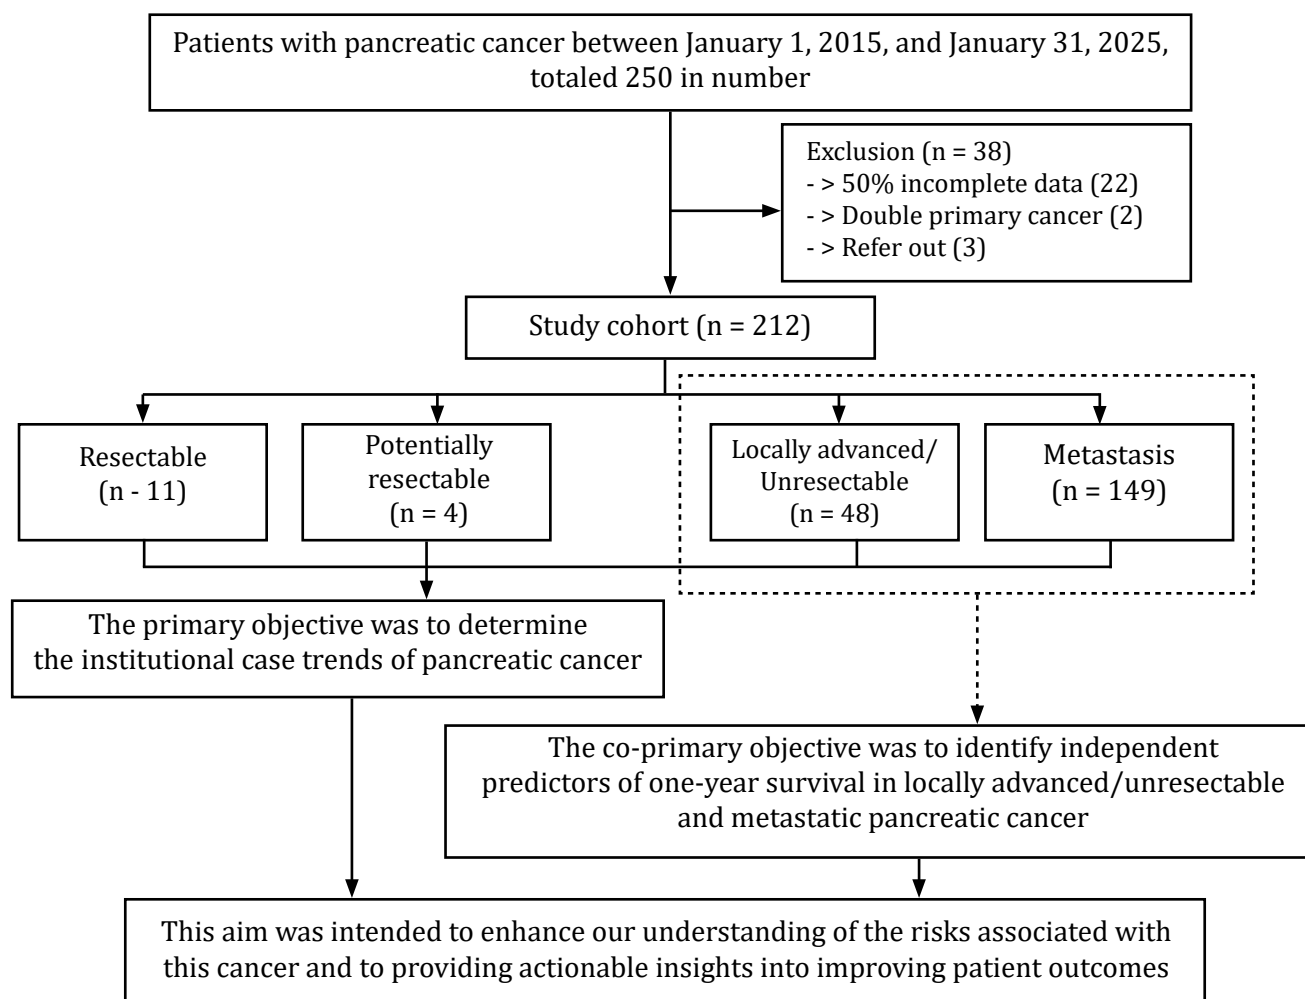 Patients with pancreatic cancer between January 1, 2015, and January 31, 2025,
totaled 250 in number
Exclusion (n = 38)
- > 50% incomplete data (22)
- > Double primary cancer (2)
- > Refer out (3)
Study cohort (n = 212)
Resectable
(n - 11)
Potentially
resectable
(n = 4)
Locally advanced/
Unresectable
(n = 48)
Metastasis
(n = 149)
The primary objective was to determine
the institutional case trends of pancreatic cancer
The co-primary objective was to identify independent
predictors of one-year survival in locally advanced/unresectable
and metastatic pancreatic cancer
This aim was intended to enhance our understanding of the risks associated with
this cancer and to providing actionable insights into improving patient outcomes